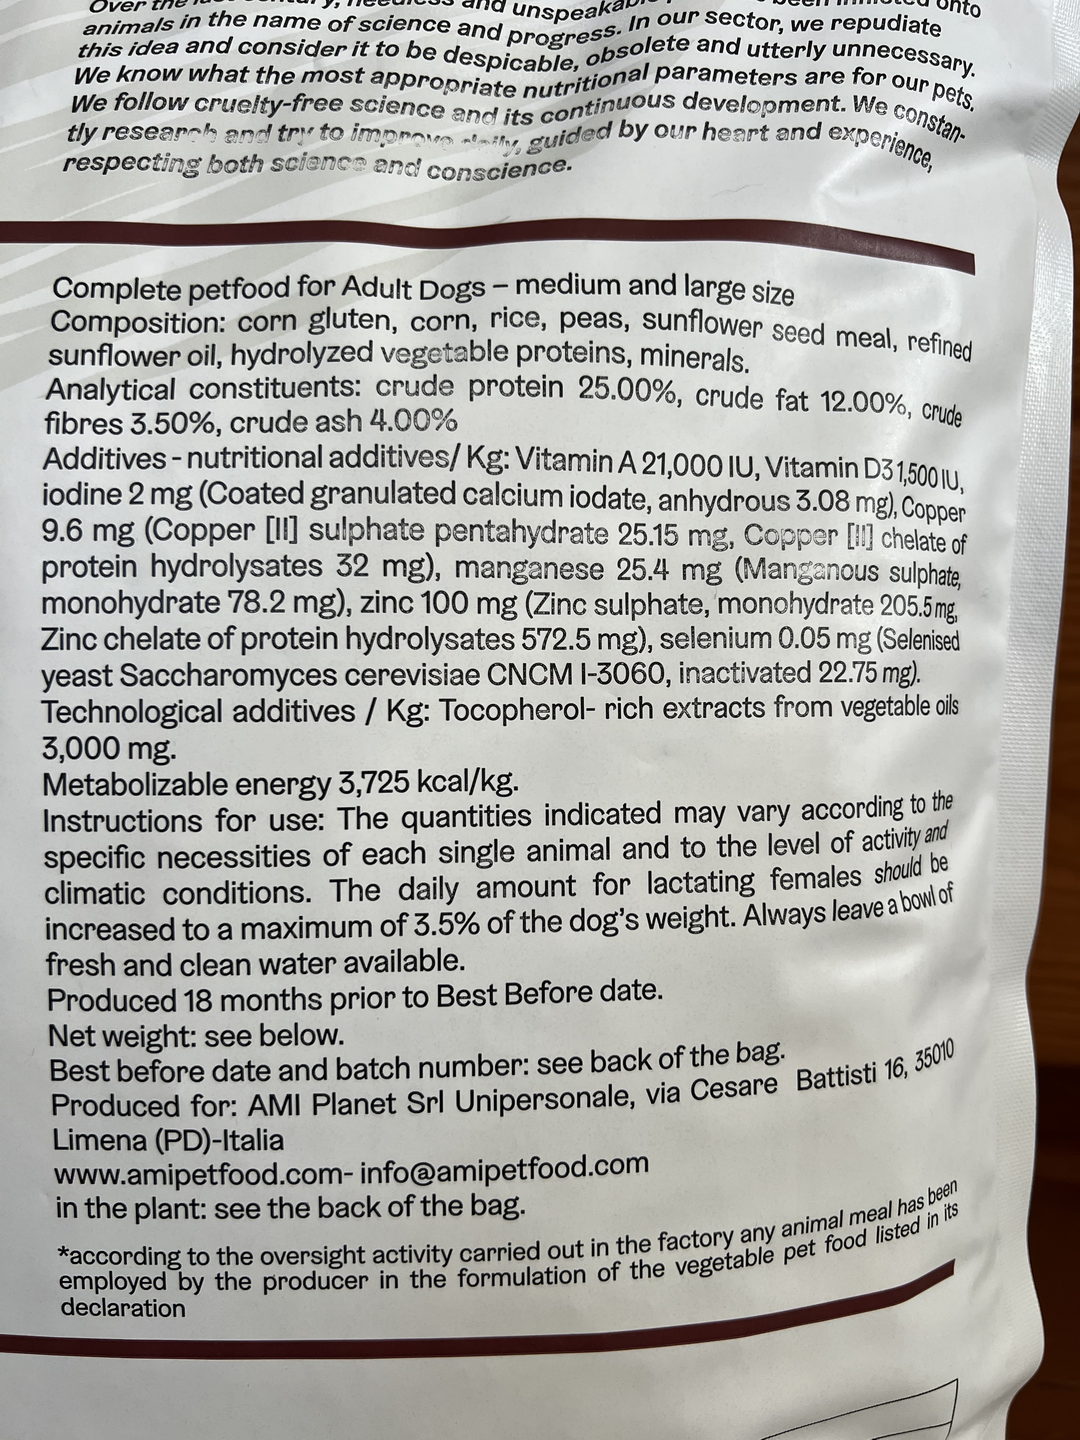 Over the
and unspeakable
onto
animals in the name of science and progress. In our sector, we repudiate
this idea and consider it to be despicable, obsolete and utterly unnecessary.
We know what the most appropriate nutritional parameters are for our pets.
We follow cruelty-free science and its continuous development. We constan-
tly research and try to improve daily, guided by our heart and experience,
respecting both science and conscience.
Complete petfood for Adult Dogs – medium and large size
Composition: corn gluten, corn, rice, peas, sunflower seed meal, refined
sunflower oil, hydrolyzed vegetable proteins, minerals.
Analytical constituents: crude protein 25.00%, crude fat 12.00%, crude
fibres 3.50%, crude ash 4.00%
Additives - nutritional additives/ Kg: Vitamin A 21,000 IU, Vitamin D3 1,500 IU,
iodine 2 mg (Coated granulated calcium iodate, anhydrous 3.08 mg), Copper
9.6 mg (Copper [II] sulphate pentahydrate 25.15 mg, Copper [II] chelate of
protein hydrolysates 32 mg), manganese 25.4 mg (Manganous sulphate,
monohydrate 78.2 mg), zinc 100 mg (Zinc sulphate, monohydrate 205.5 mg,
Zinc chelate of protein hydrolysates 572.5 mg), selenium 0.05 mg (Selenised
yeast Saccharomyces cerevisiae CNCM I-3060, inactivated 22.75 mg).
Technological additives / Kg: Tocopherol- rich extracts from vegetable oils
3,000 mg.
Metabolizable energy 3,725 kcal/kg.
Instructions for use: The quantities indicated may vary according to the
specific necessities of each single animal and to the level of activity and
climatic conditions. The daily amount for lactating females should be
increased to a maximum of 3.5% of the dog's weight. Always leave a bowl of
fresh and clean water available.
Produced 18 months prior to Best Before date.
Net weight: see below.
Best before date and batch number: see back of the bag.
Produced for: AMI Planet Srl Unipersonale, via Cesare Battisti 16, 35010
Limena (PD)-Italia
www.amipetfood.com- info@amipetfood.com
in the plant: see the back of the bag.
*according to the oversight activity carried out in the factory any animal meal has been
employed by the producer in the formulation of the vegetable pet food listed in its
declaration